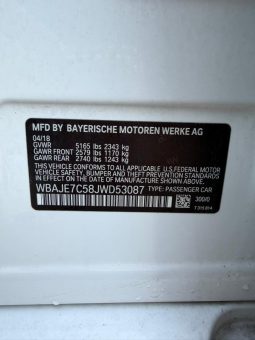 MFD BY BAYERISCHE MOTOREN WERKE AG
04/18
GVWR 5165 lbs 2343 kg
GAWR FRONT 2579 lbs 1170 kg
GAWR REAR 2740 lbs 1243 kg
THIS VEHICLE CONFORMS TO ALL APPLICABLE
U.S. FEDERAL MOTOR VEHICLE SAFETY,
BUMPER, AND THEFT PREVENTION STANDARDS
IN EFFECT ON THE DATE OF MANUFACTURE
SHOWN ABOVE.
WBAJE7C58JWD53087
TYPE: PASSENGER CAR
300/0